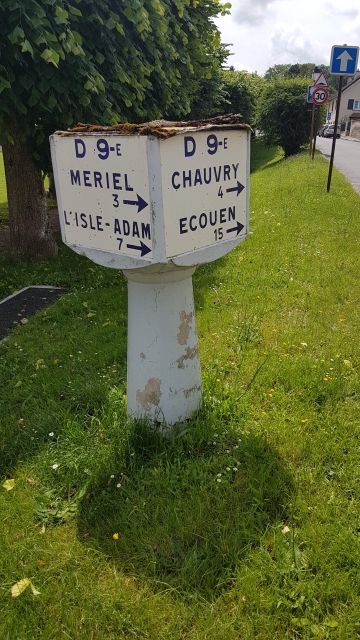 D 9-E
MERIEL
3
L'ISLE-ADAM
7
D 9-E
CHAUVRY
4
ECOUEN
15
30